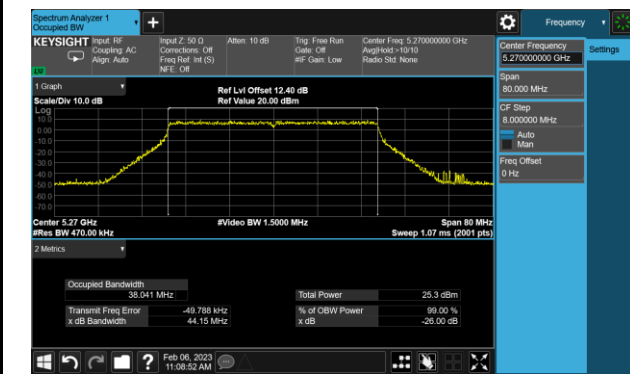 Spectrum Analyzer 1
Occupied BW
+
Frequency
KEYSIGHT
Input: RF
Coupling: AC
Align: Auto
Input Z: 50 Ω
Corrections: Off
Freq Ref: Int (S)
NFE: Off
Atten: 10 dB
Trig: Free Run
Gate: Off
#IF Gain: Low
Center Freq: 5.270000000 GHz
Avg|Hold:>10/10
Radio Std: None
Center Frequency
5.270000000 GHz
Settings
Span
80.000 MHz
CF Step
8.000000 MHz
Auto
Man
Freq Offset
0 Hz
1 Graph
Scale/Div 10.0 dB
Ref Lvl Offset 12.40 dB
Ref Value 20.00 dBm
Log
10.0
0.00
-10.0
-20.0
-30.0
-40.0
-50.0
-60.0
-70.0
Center 5.27 GHz
#Res BW 470.00 kHz
#Video BW 1.5000 MHz
Span 80 MHz
Sweep 1.07 ms (2001 pts)
2 Metrics
Occupied Bandwidth
38.041 MHz
Transmit Freq Error -49.788 kHz
x dB Bandwidth 44.15 MHz
Total Power 25.3 dBm
% of OBW Power 99.00 %
x dB -26.00 dB
?
Feb 06, 2023
11:08:52 AM